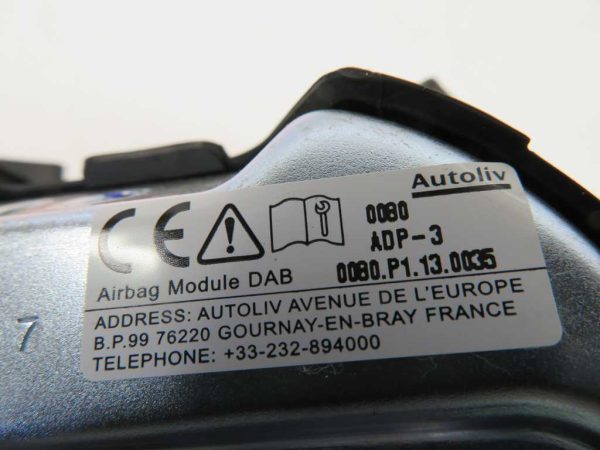 Autoliv
CE
0080
ADP-3
0080.P1.13.0035
Airbag Module DAB
ADDRESS: AUTOLIV AVENUE DE L'EUROPE
B.P.99 76220 GOURNAY-EN-BRAY FRANCE
TELEPHONE: +33-232-894000
7